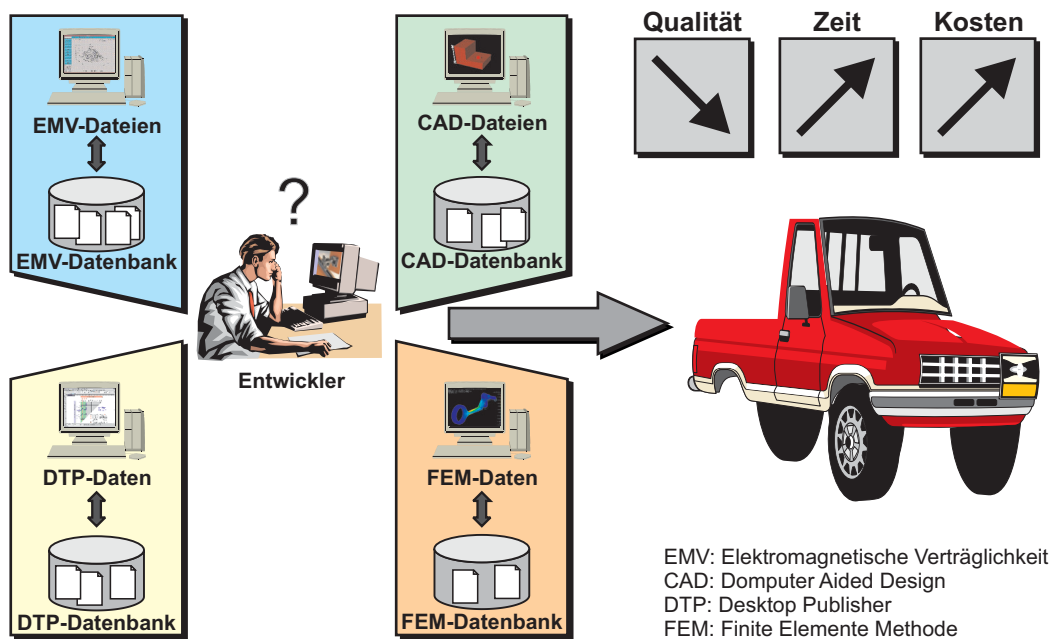 Qualität
Zeit
Kosten
EMV-Dateien
EMV-Datenbank
CAD-Dateien
CAD-Datenbank
?
Entwickler
DTP-Daten
DTP-Datenbank
FEM-Daten
FEM-Datenbank
EMV: Elektromagnetische Verträglichkeit
CAD: Domputer Aided Design
DTP: Desktop Publisher
FEM: Finite Elemente Methode